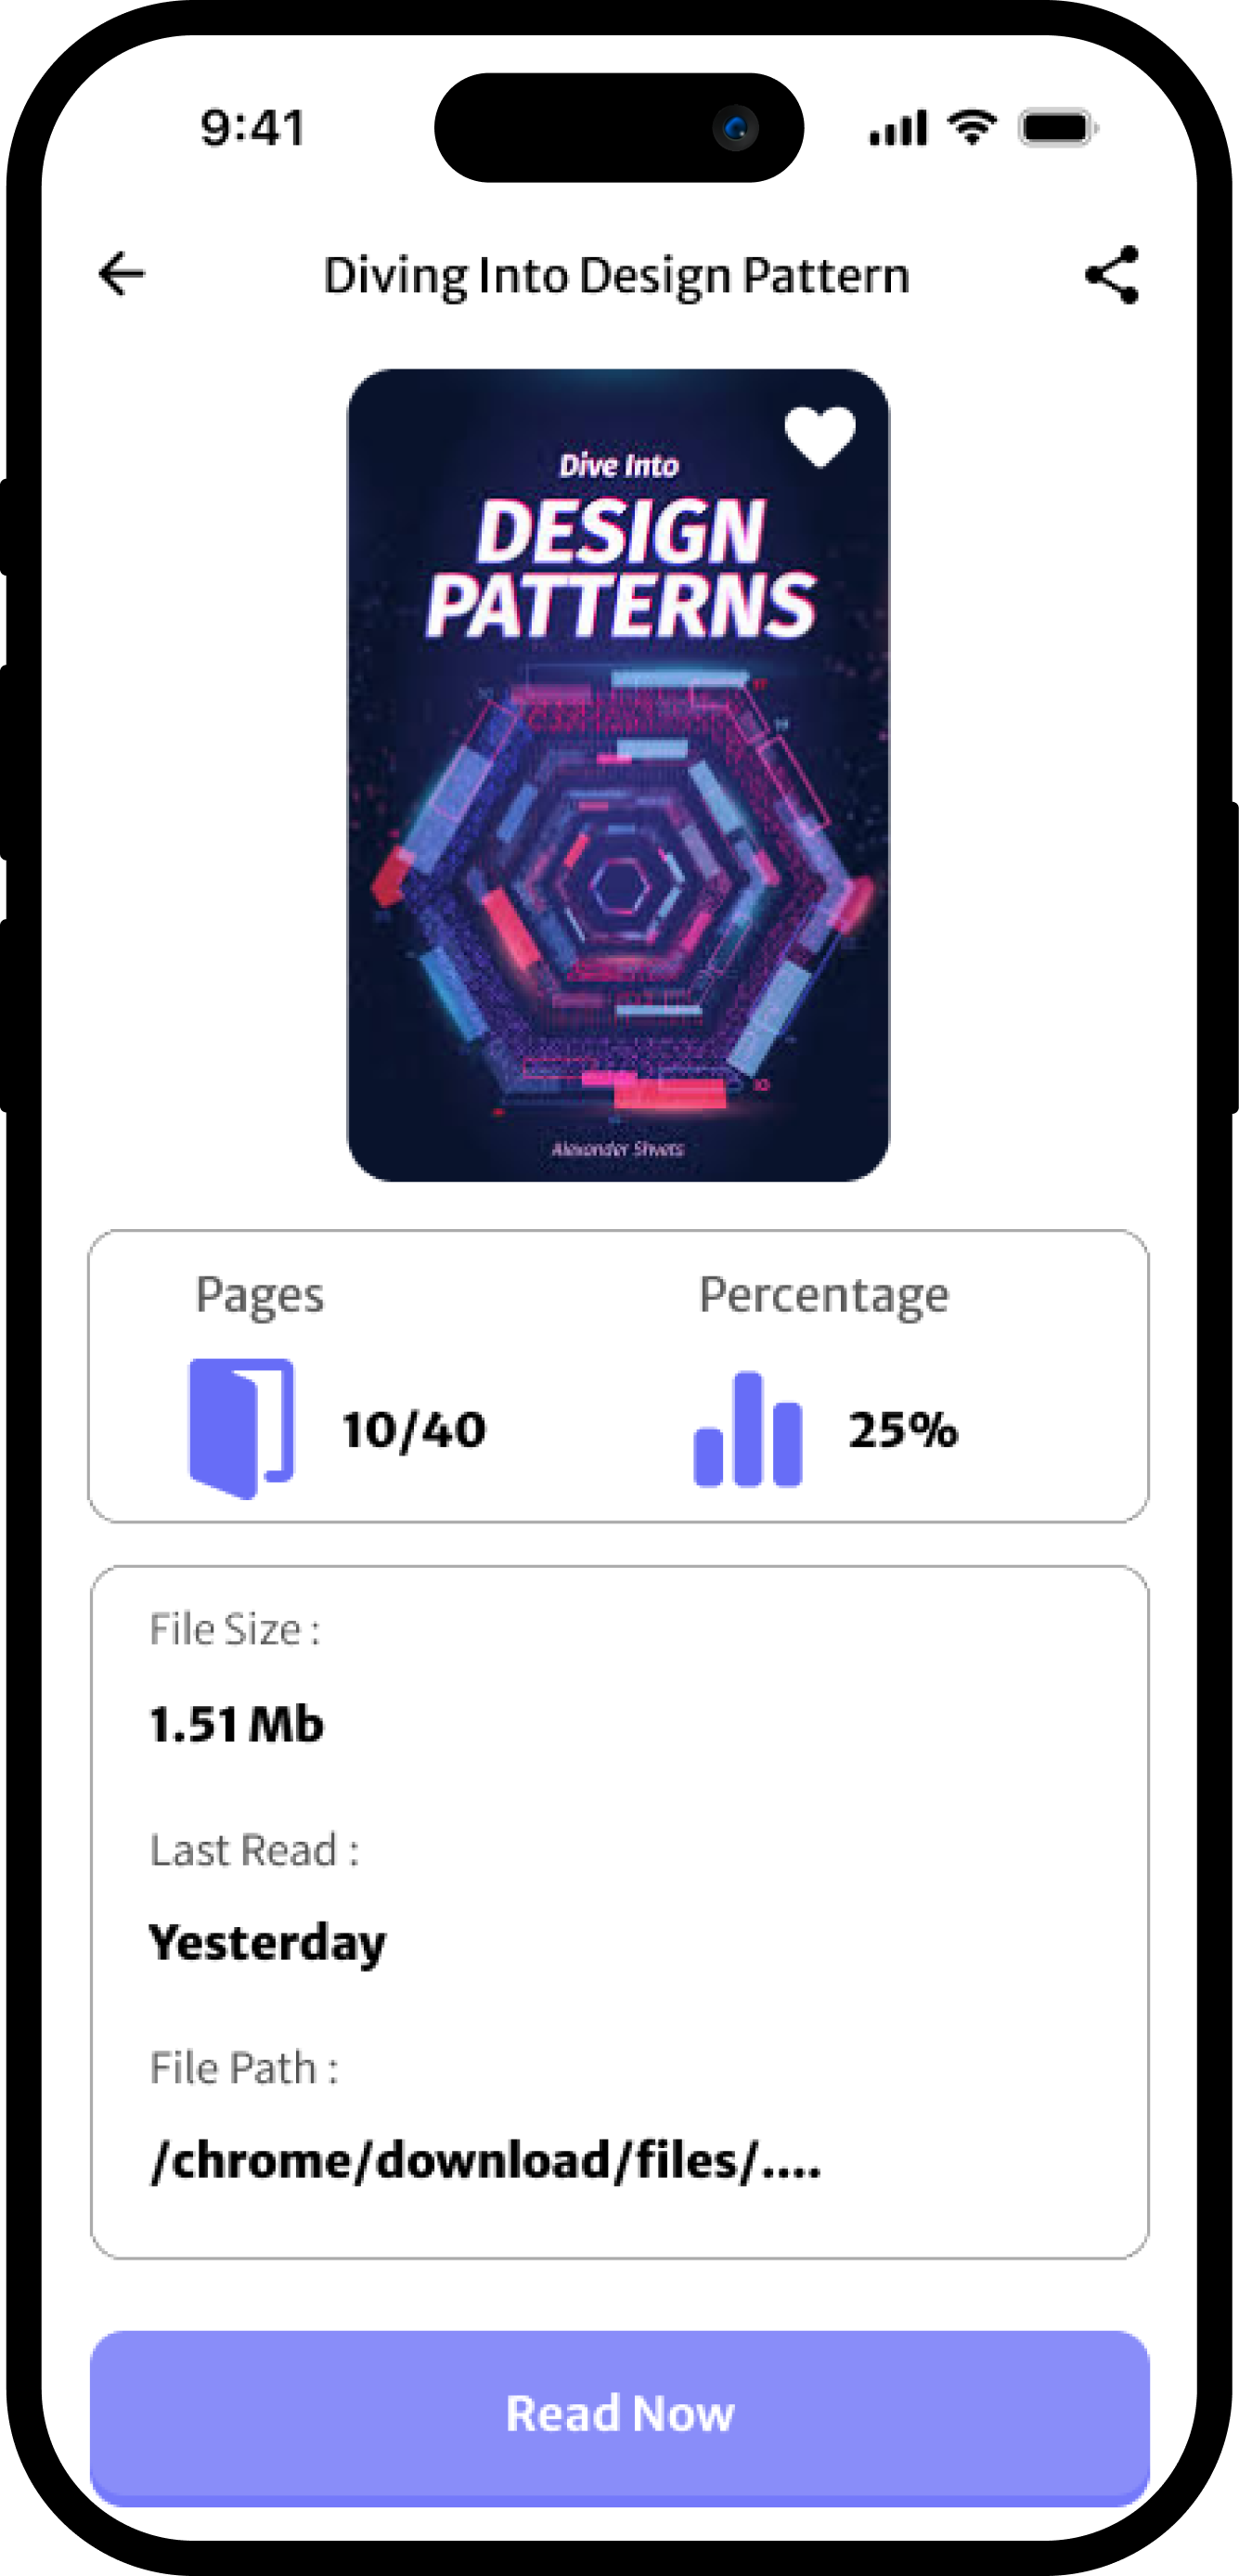 9:41
Diving Into Design Pattern
Dive Into
DESIGN
PATTERNS
Alexander Shvets
Pages
Percentage
10/40
25%
File Size :
1.51 Mb
Last Read :
Yesterday
File Path :
/chrome/download/files/....
Read Now